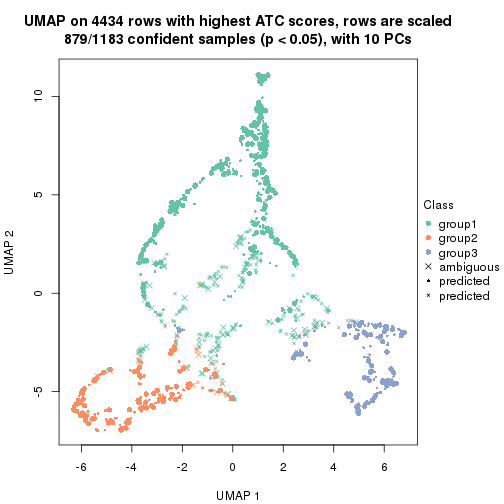 UMAP on 4434 rows with highest ATC scores, rows are scaled
879/1183 confident samples (p < 0.05), with 10 PCs
10
5
0
-5
UMAP 2
-6
-4
-2
0
2
4
6
UMAP 1
Class
group1
group2
group3
ambiguous
predicted
predicted